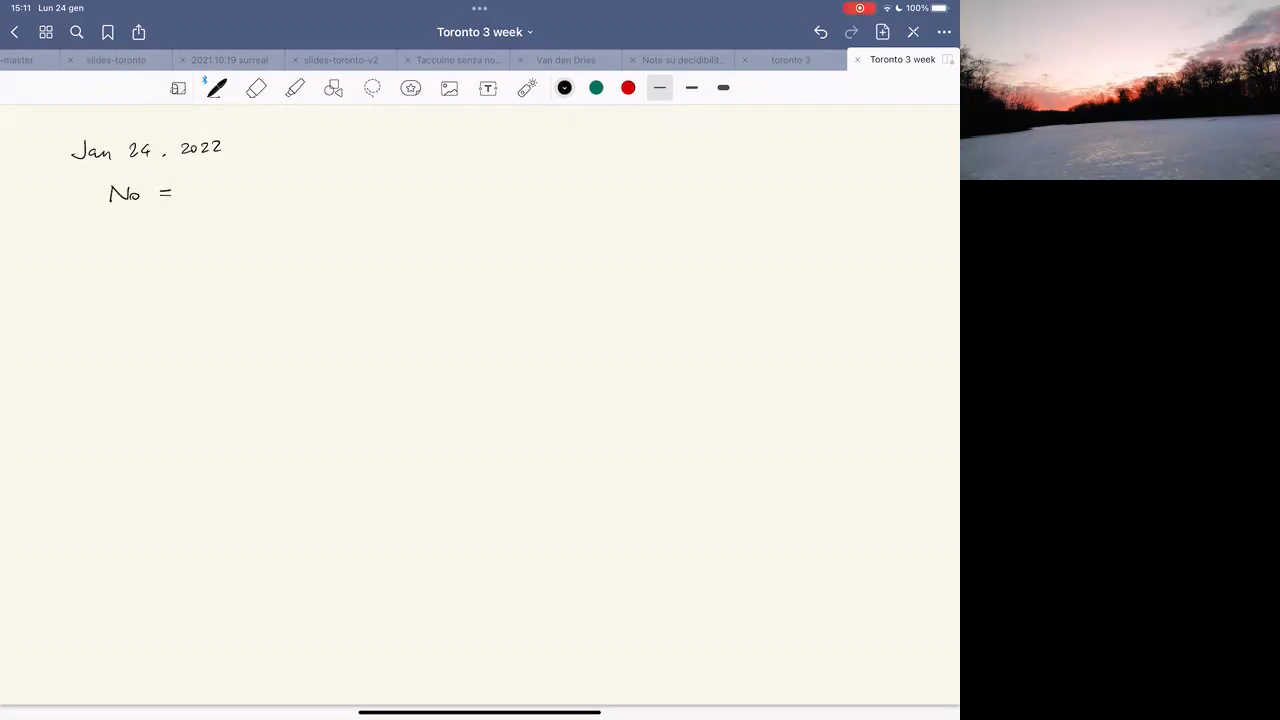 15:11 Lun 24 gen 100%
Toronto 3 week
-master slides-toronto 2021.10.19 surreal slides-toronto-v2 Taccuino senza no... Van den Dries Note su decidibilit... toronto 3 Toronto 3 week
T
Jan 24, 2022
No =